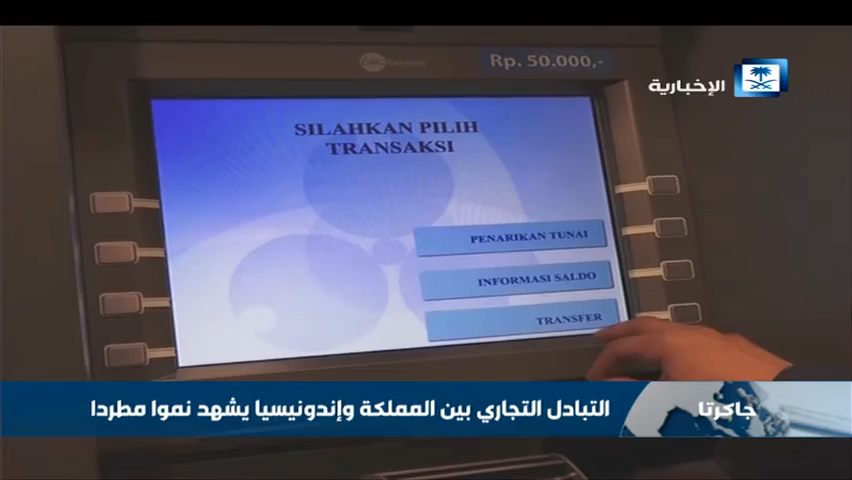 Rp. 50.000,-
الإخبارية
SILAHKAN PILIH
TRANSAKSI
PENARIKAN TUNAI
INFORMASI SALDO
TRANSFER
جاكرتا
التبادل التجاري بين المملكة وإندونيسيا يشهد نموا مطردا